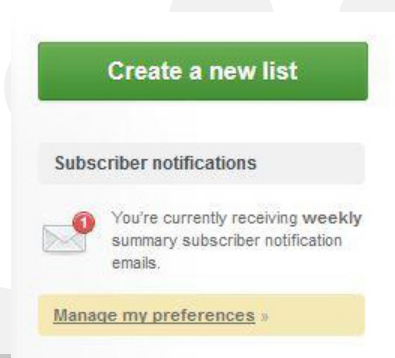 Create a new list
Subscriber notifications
1
You're currently receiving weekly
summary subscriber notification
emails.
Manage my preferences »